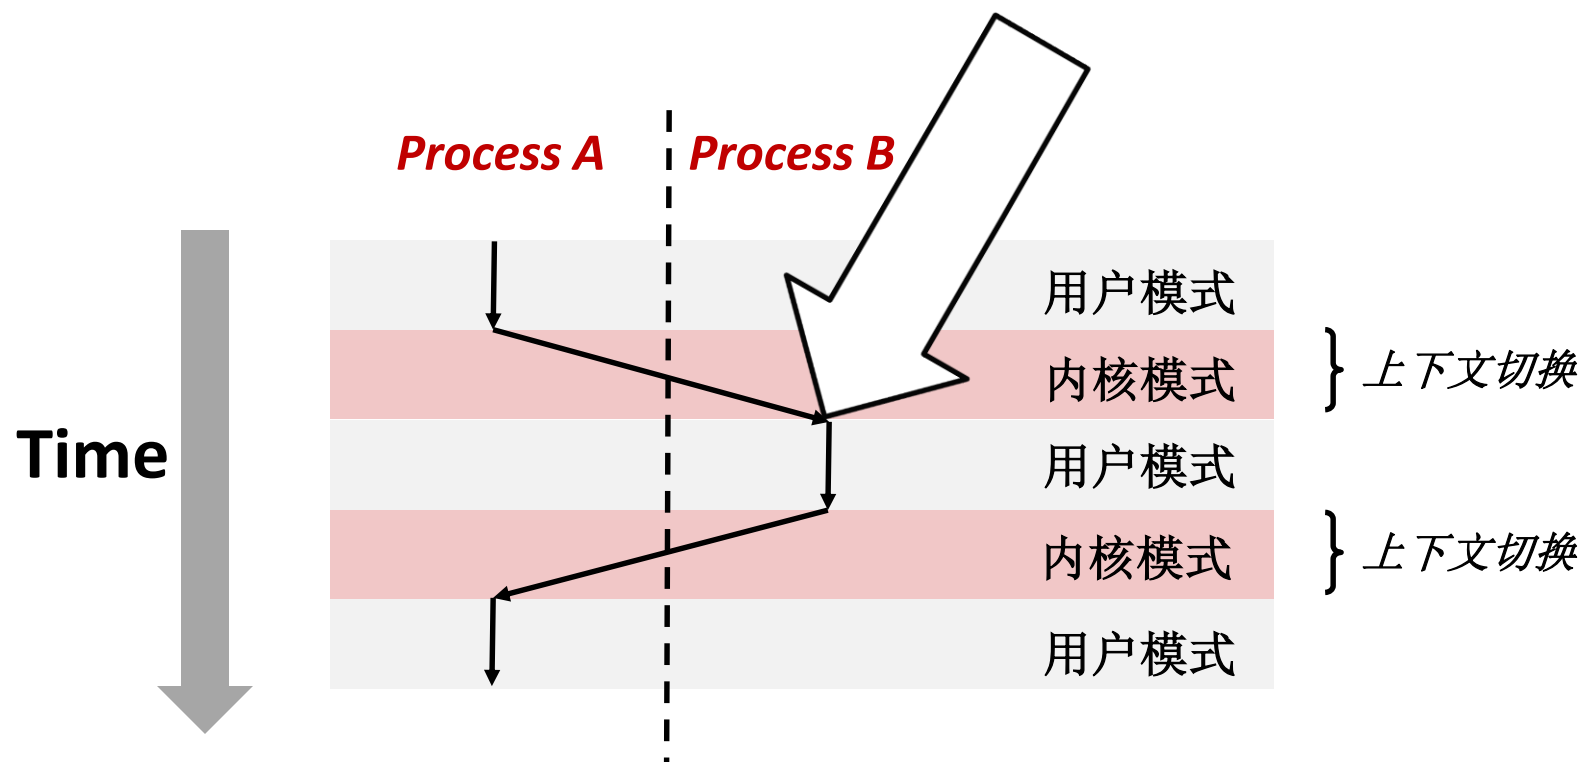 Process A
Process B
用户模式
内核模式
上下文切换
Time
用户模式
内核模式
上下文切换
用户模式